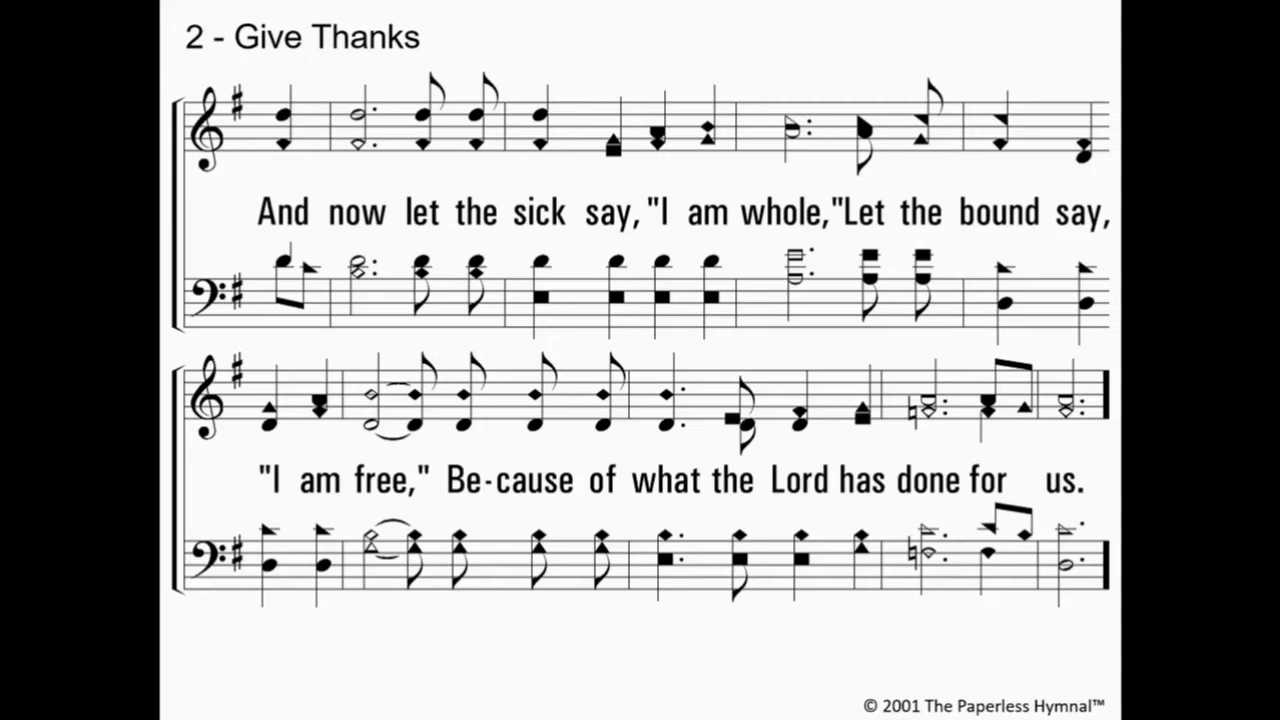 2 - Give Thanks
And now let the sick say, "I am whole,"Let the bound say,
"I am free," Be-cause of what the Lord has done for us.
© 2001 The Paperless Hymnal™